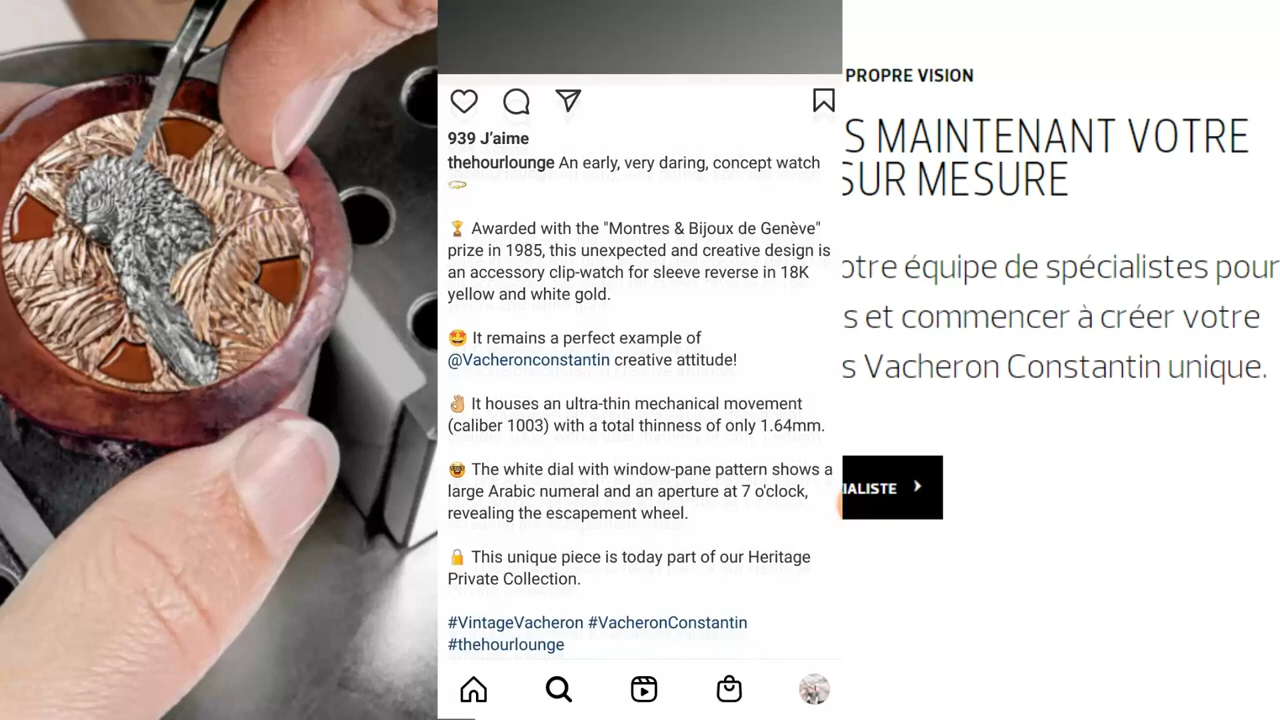 939 J'aime
thehourlounge An early, very daring, concept watch
🏆 Awarded with the "Montres & Bijoux de Genève"
prize in 1985, this unexpected and creative design is
an accessory clip-watch for sleeve reverse in 18K
yellow and white gold.
🤩 It remains a perfect example of
@Vacheronconstantin creative attitude!
👌🏼 It houses an ultra-thin mechanical movement
(caliber 1003) with a total thinness of only 1.64mm.
🤓 The white dial with window-pane pattern shows a
large Arabic numeral and an aperture at 7 o'clock,
revealing the escapement wheel.
🔒 This unique piece is today part of our Heritage
Private Collection.
#VintageVacheron #VacheronConstantin
#thehourlounge
PROPRE VISION
S MAINTENANT VOTRE
SUR MESURE
otre équipe de spécialistes pour
s et commencer à créer votre
s Vacheron Constantin unique.
IALISTE